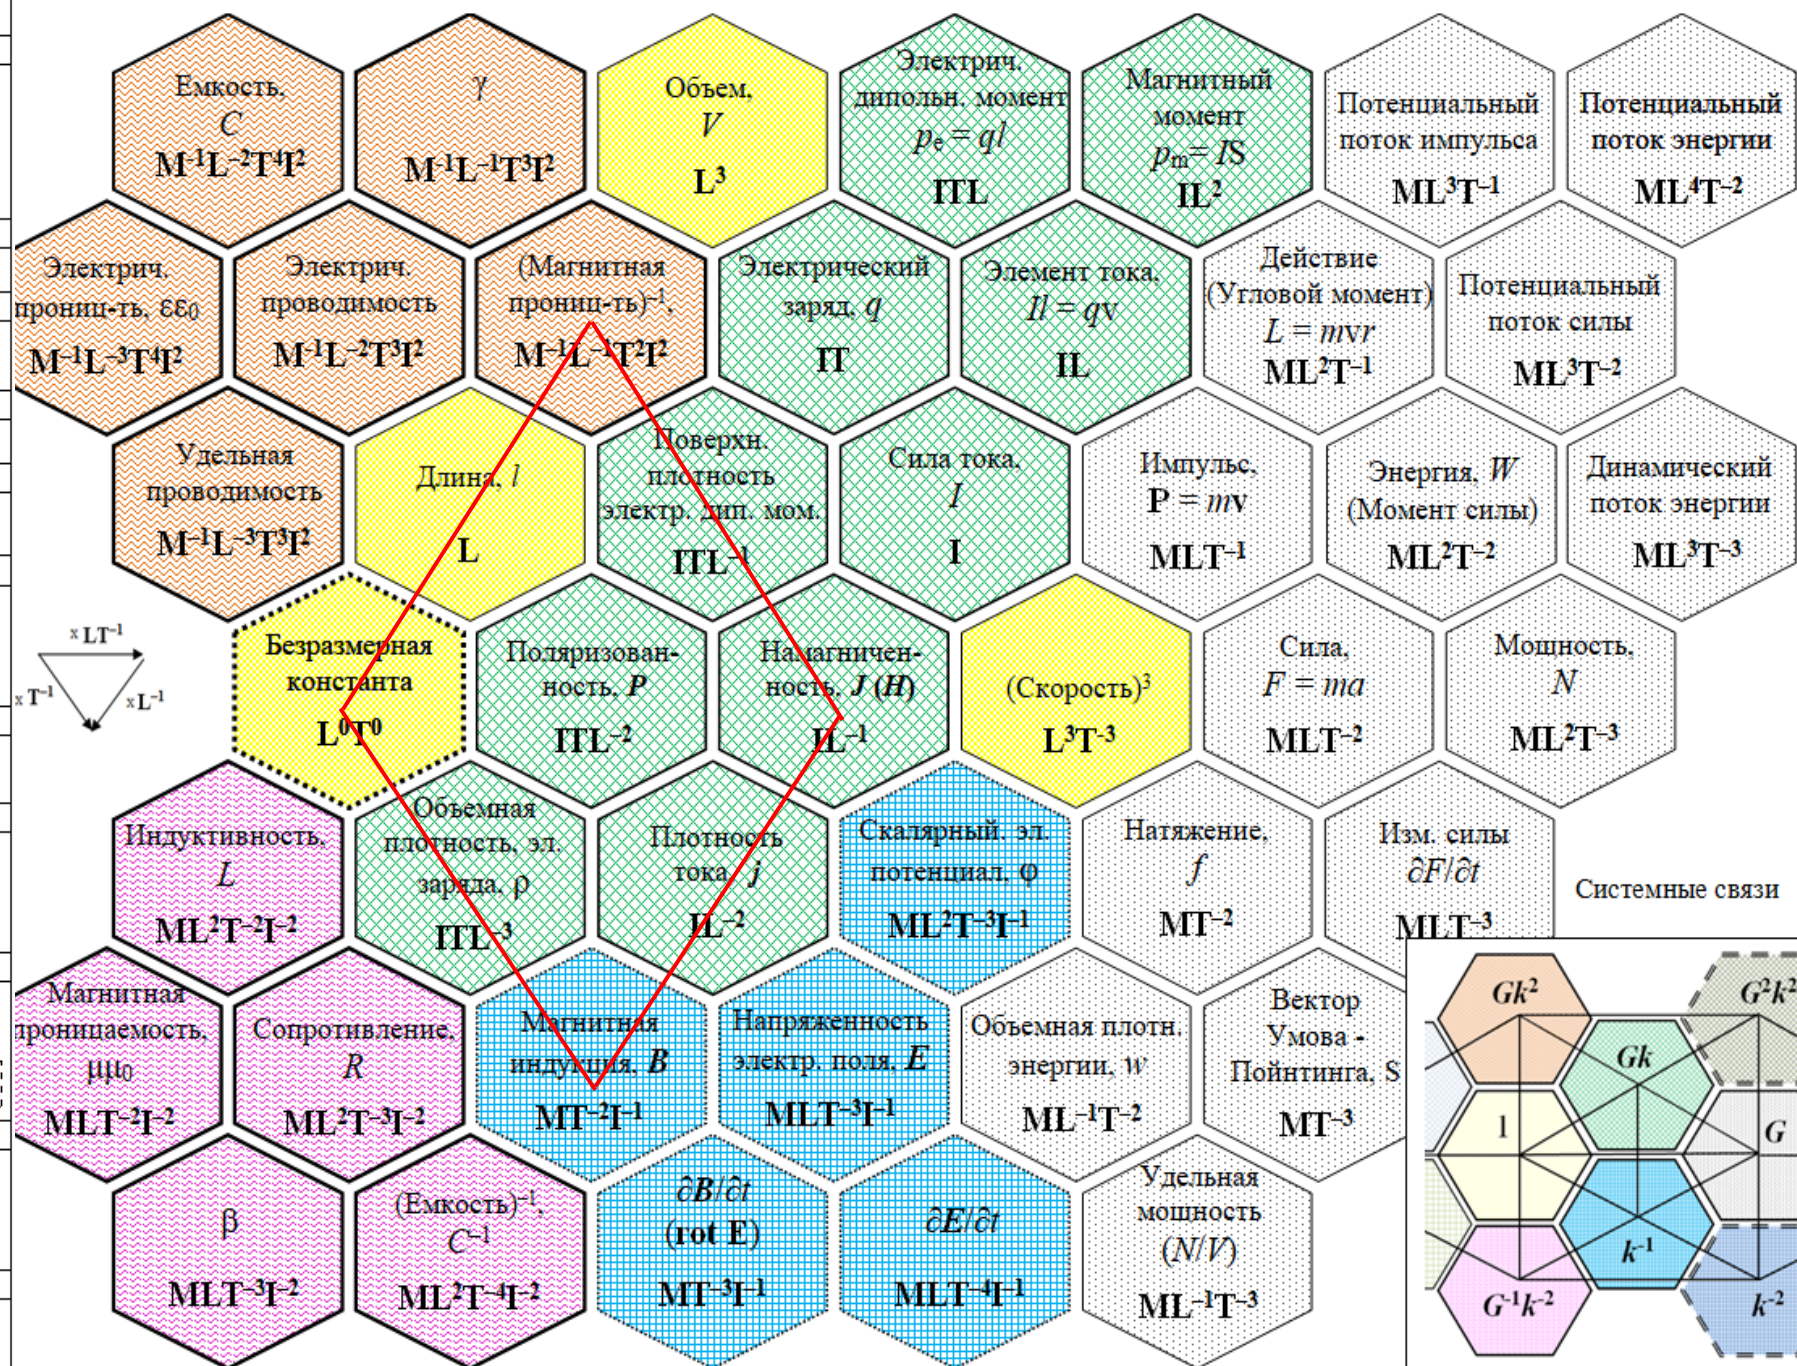 Емкость,
C
M⁻¹L⁻²T⁴I²
γ
M⁻¹L⁻¹T³I²
Объем,
V
L³
Электрич.
дипольн. момент
pₑ = ql
ITL
Магнитный
момент
pₘ= IS
IL²
Потенциальный
поток импульса
ML³T⁻¹
Потенциальный
поток энергии
ML⁴T⁻²
Электрич.
прониц-ть, εε₀
M⁻¹L⁻³T⁴I²
Электрич.
проводимость
M⁻¹L⁻²T³I²
(Магнитная
прониц-ть)⁻¹,
M⁻¹L⁻¹T²I²
Электрический
заряд, q
IT
Элемент тока,
Il = qv
IL
Действие
(Угловой момент)
L = mvr
ML²T⁻¹
Потенциальный
поток силы
ML³T⁻²
Удельная
проводимость
M⁻¹L⁻³T³I²
Длина, l
L
Поверхн.
плотность
электр. дип. мом.
ITL⁻¹
Сила тока,
I
I
Импульс,
P = mv
MLT⁻¹
Энергия, W
(Момент силы)
ML²T⁻²
Динамический
поток энергии
ML³T⁻³
x LT⁻¹
x T⁻¹
x L⁻¹
Безразмерная
константа
L⁰T⁰
Поляризован-
ность, P
ITL⁻²
Намагничен-
ность, J (H)
IL⁻¹
(Скорость)³
L³T⁻³
Сила,
F = ma
MLT⁻²
Мощность,
N
ML²T⁻³
Индуктивность,
L
ML²T⁻²I⁻²
Объемная
плотность, эл.
заряда, ρ
ITL⁻³
Плотность
тока, j
IL⁻²
Скалярный. эл.
потенциал, φ
ML²T⁻³I⁻¹
Натяжение,
f
MT⁻²
Изм. силы
∂F/∂t
MLT⁻³
Системные связи
Магнитная
проницаемость,
μμ₀
MLT⁻²I⁻²
Сопротивление,
R
ML²T⁻³I⁻²
Магнитная
индукция, B
MT⁻²I⁻¹
Напряженность
электр. поля, E
MLT⁻³I⁻¹
Объемная плотн.
энергии, w
ML⁻¹T⁻²
Вектор
Умова -
Пойнтинга, S
MT⁻³
β
MLT⁻³I⁻²
(Емкость)⁻¹,
C⁻¹
ML²T⁻⁴I⁻²
∂B/∂t
(rot E)
MT⁻³I⁻¹
∂E/∂t
MLT⁻⁴I⁻¹
Удельная
мощность
(N/V)
ML⁻¹T⁻³
Gk²
G²k²
Gk
1
G
k⁻¹
G⁻¹k⁻²
k⁻²